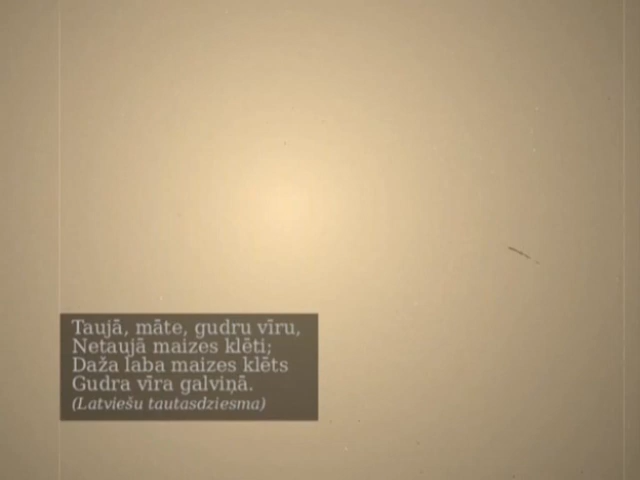 Taujā, māte, gudru vīru,
Netaujā maizes klēti;
Daža laba maizes klēts
Gudra vīra galviņā.
(Latviešu tautasdziesma)